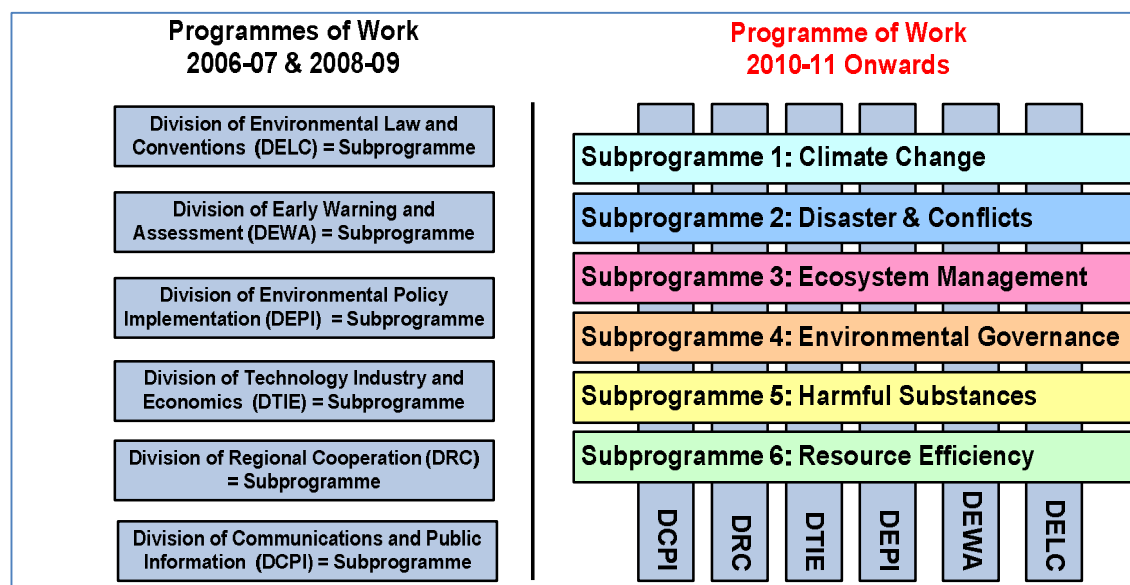 Programmes of Work
2006-07 & 2008-09
Division of Environmental Law and
Conventions (DELC) = Subprogramme
Division of Early Warning and
Assessment (DEWA) = Subprogramme
Division of Environmental Policy
Implementation (DEPI)  = Subprogramme
Division of Technology Industry and
Economics (DTIE) = Subprogramme
Division of Regional Cooperation (DRC)
= Subprogramme
Division of Communications and Public
Information (DCPI) = Subprogramme
Programme of Work
2010-11 Onwards
Subprogramme 1: Climate Change
Subprogramme 2: Disaster & Conflicts
Subprogramme 3: Ecosystem Management
Subprogramme 4: Environmental Governance
Subprogramme 5: Harmful Substances
Subprogramme 6: Resource Efficiency
DCPI
DRC
DTIE
DEPI
DEWA
DELC